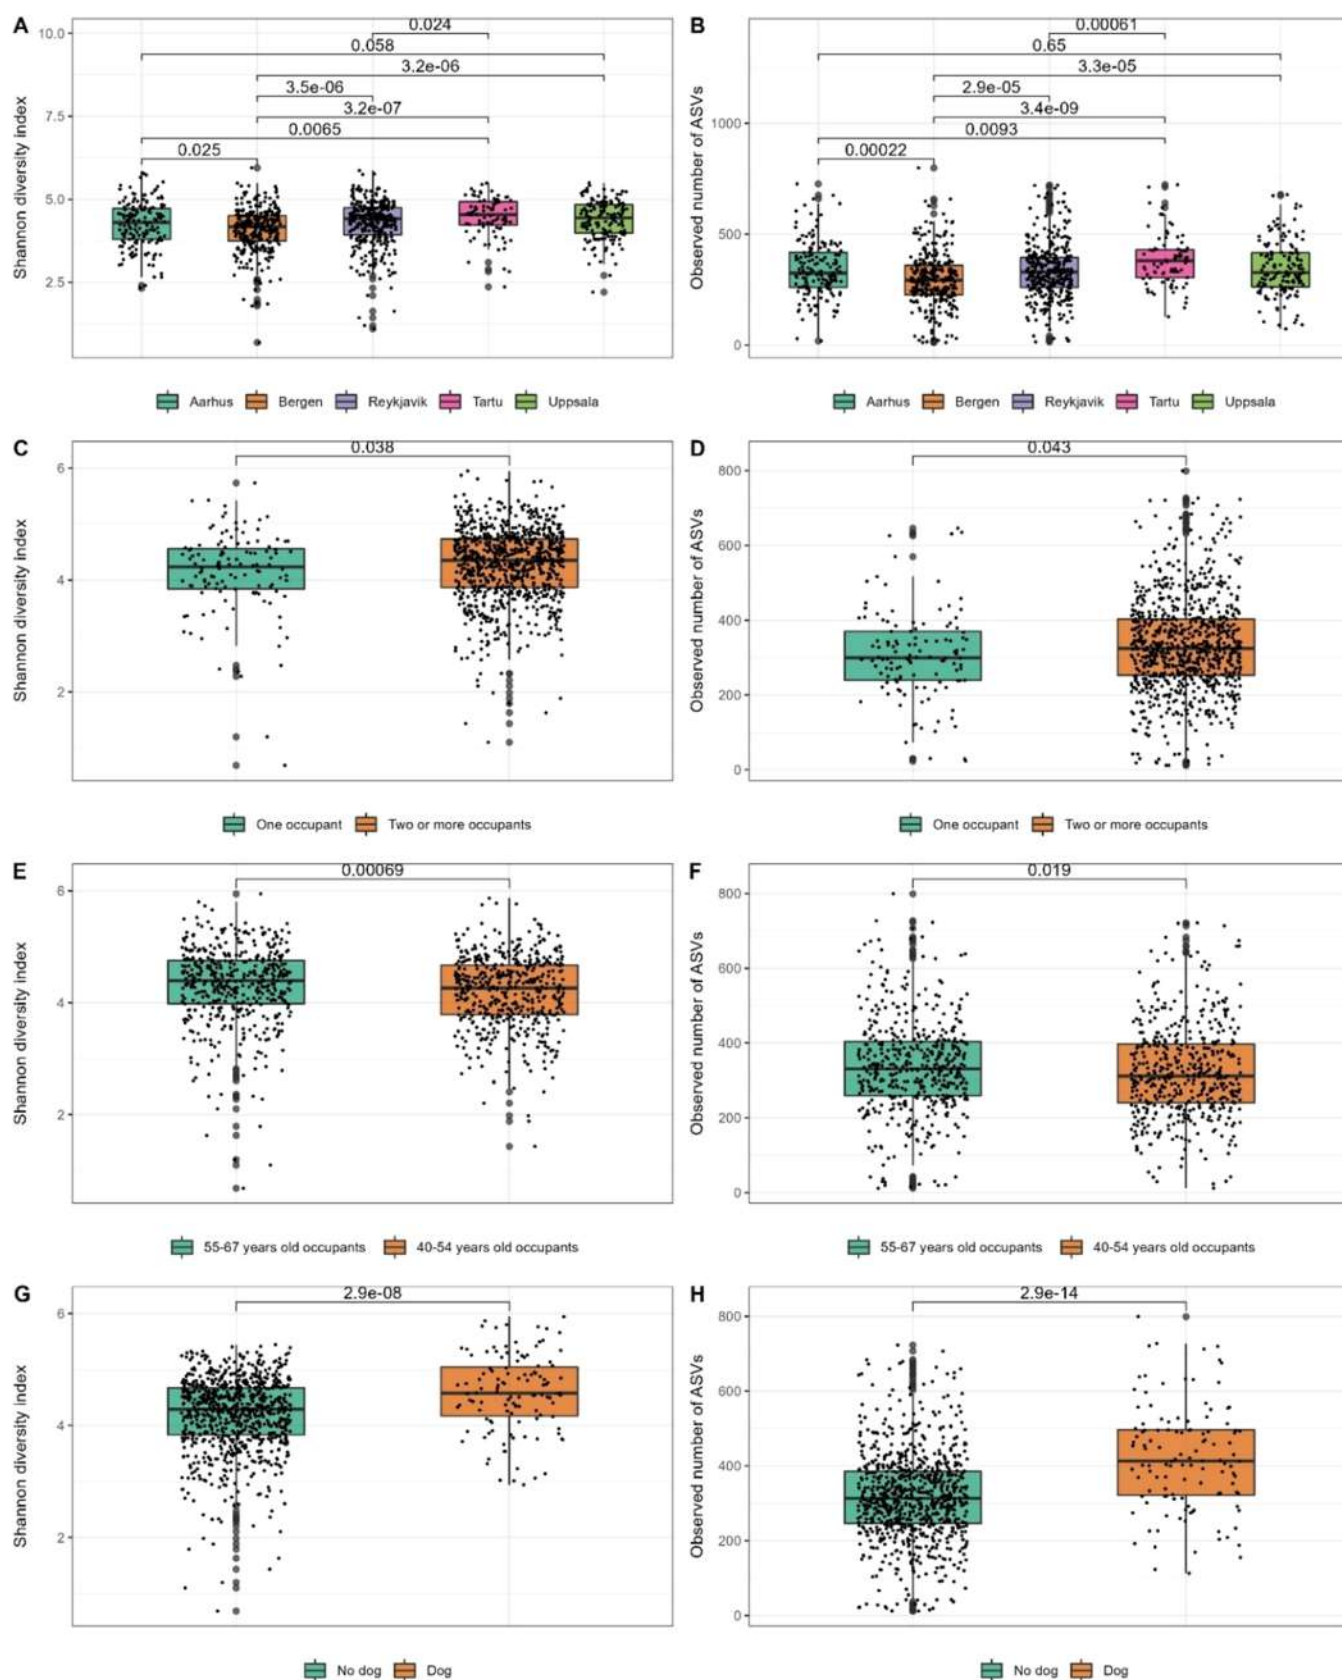 A
B
10.0
7.5
5.0
2.5
Shannon diversity index
0.024
0.058
3.2e-06
3.5e-06
3.2e-07
0.0065
0.025
1000
500
0
Observed number of ASVs
0.00061
0.65
3.3e-05
2.9e-05
3.4e-09
0.0093
0.00022
Aarhus Bergen Reykjavik Tartu Uppsala
Aarhus Bergen Reykjavik Tartu Uppsala
C
D
6
4
2
Shannon diversity index
0.038
800
600
400
200
0
Observed number of ASVs
0.043
One occupant Two or more occupants
One occupant Two or more occupants
E
F
6
4
2
Shannon diversity index
0.00069
800
600
400
200
0
Observed number of ASVs
0.019
55-67 years old occupants 40-54 years old occupants
55-67 years old occupants 40-54 years old occupants
G
H
6
4
2
Shannon diversity index
2.9e-08
800
600
400
200
0
Observed number of ASVs
2.9e-14
No dog Dog
No dog Dog